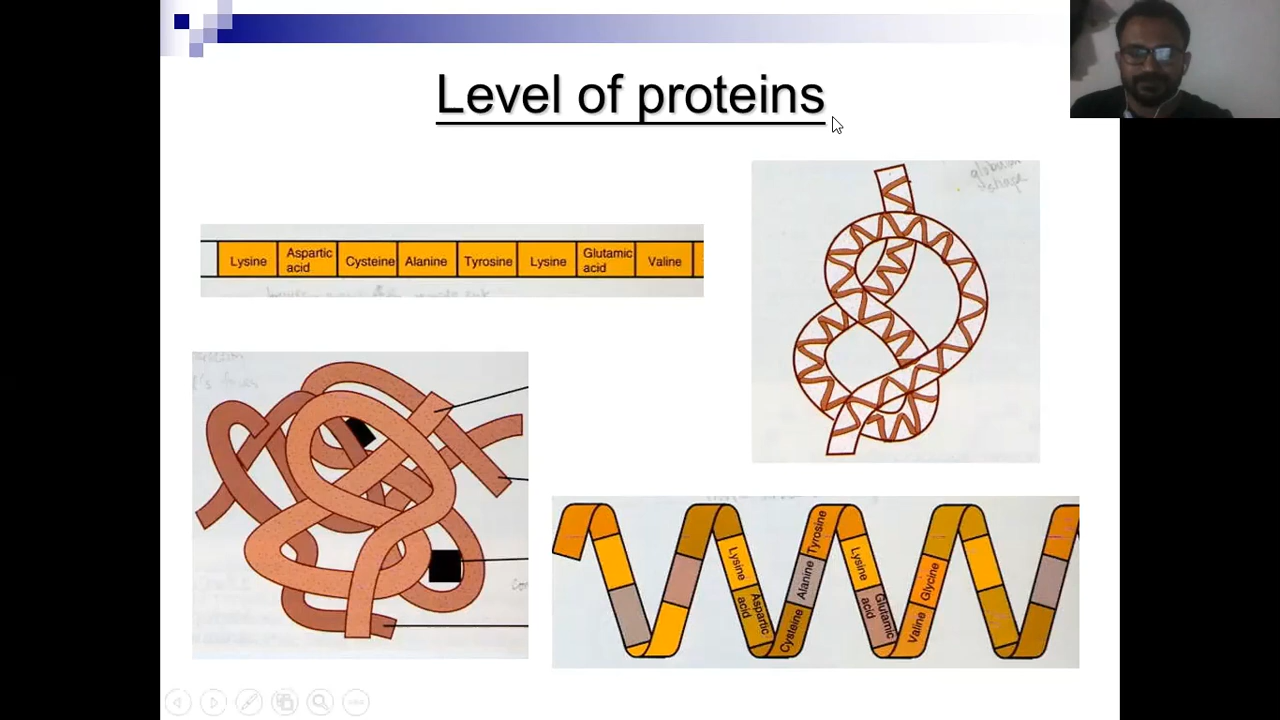 Level of proteins
Lysine
Aspartic
acid
Cysteine
Alanine
Tyrosine
Lysine
Glutamic
acid
Valine
Lysine
Aspartic
acid
Cysteine
Alanine
Tyrosine
Lysine
Glutamic
acid
Valine
Glycine